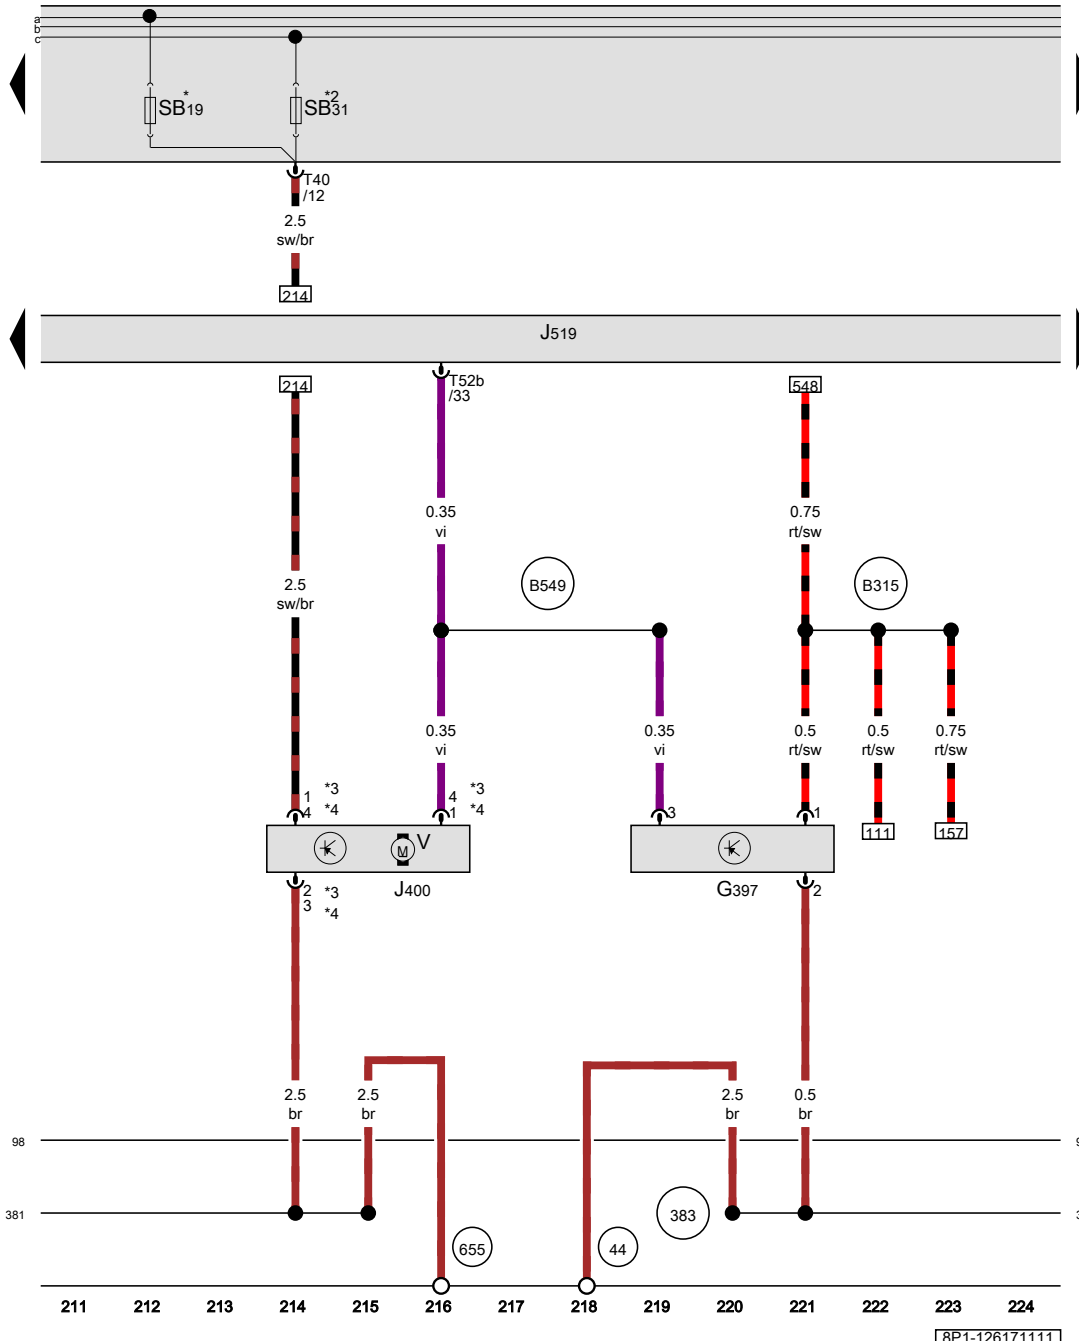 a
b
c
SB19 *
SB31 *2
T40
/12
2.5
sw/br
214
J519
214
T52b
/33
548
0.35
vi
0.75
rt/sw
B549
B315
2.5
sw/br
0.35
vi
0.35
vi
0.5
rt/sw
0.5
rt/sw
0.75
rt/sw
1 *3
4 *4
4 *3
1 *4
3
1
111
157
M
V
J400
G397
2 *3
3 *4
2
2.5
br
2.5
br
2.5
br
0.5
br
98
9
381
3
383
655
44
211 212 213 214 215 216 217 218 219 220 221 222 223 224
8P1-126171111